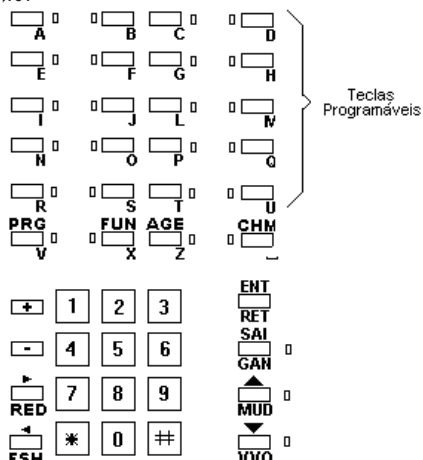 A B C D
E F G H
Teclas
Programáveis
I J L M
N O P Q
R S T U
PRG FUN AGE CHM
V X Z
ENT
+ 1 2 3
RET
SAI
- 4 5 6
GAN
7 8 9
RED MUD
* 0 #
FSH VVO